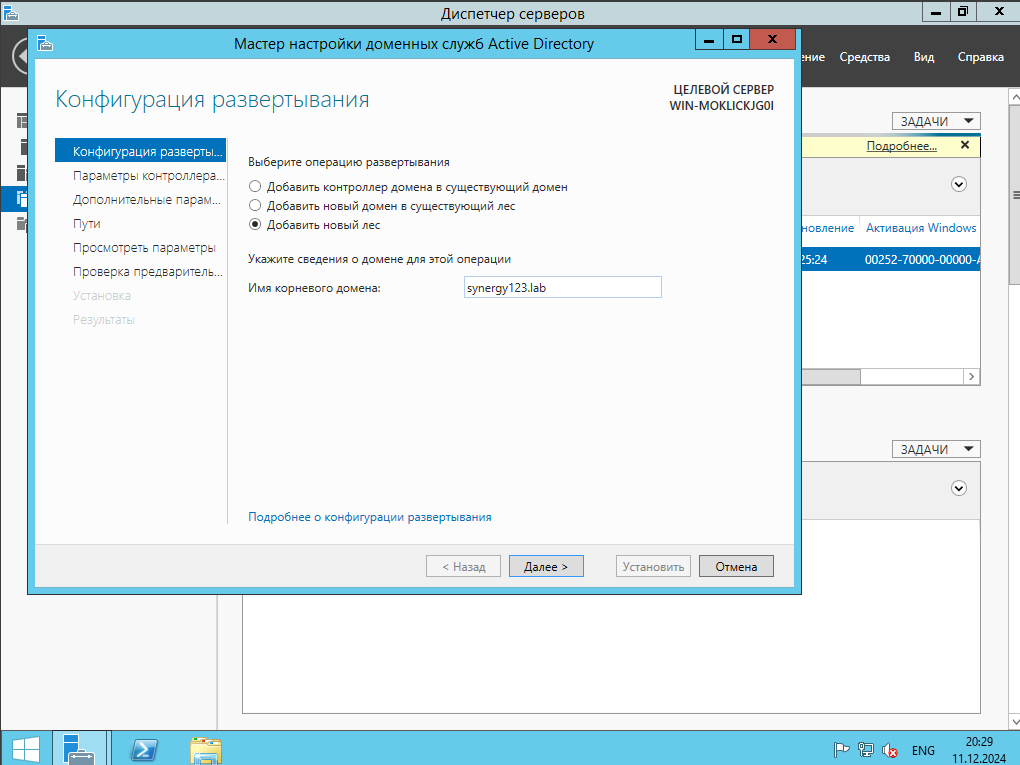 Диспетчер серверов
Мастер настройки доменных служб Active Directory
Средства
Вид
Справка
Конфигурация развертывания
ЦЕЛЕВОЙ СЕРВЕР
WIN-MOKLICKJG0I
ЗАДАЧИ
Подробнее...
Конфигурация разверты...
Параметры контроллера...
Дополнительные парам...
Пути
Просмотреть параметры
Проверка предваритель...
Установка
Результаты
Выберите операцию развертывания
Добавить контроллер домена в существующий домен
Добавить новый домен в существующий лес
Добавить новый лес
Укажите сведения о домене для этой операции
Имя корневого домена:
synergy123.lab
Активация Windows
25:24
00252-70000-00000-A
ЗАДАЧИ
Подробнее о конфигурации развертывания
< Назад
Далее >
Установить
Отмена
ENG
20:29
11.12.2024